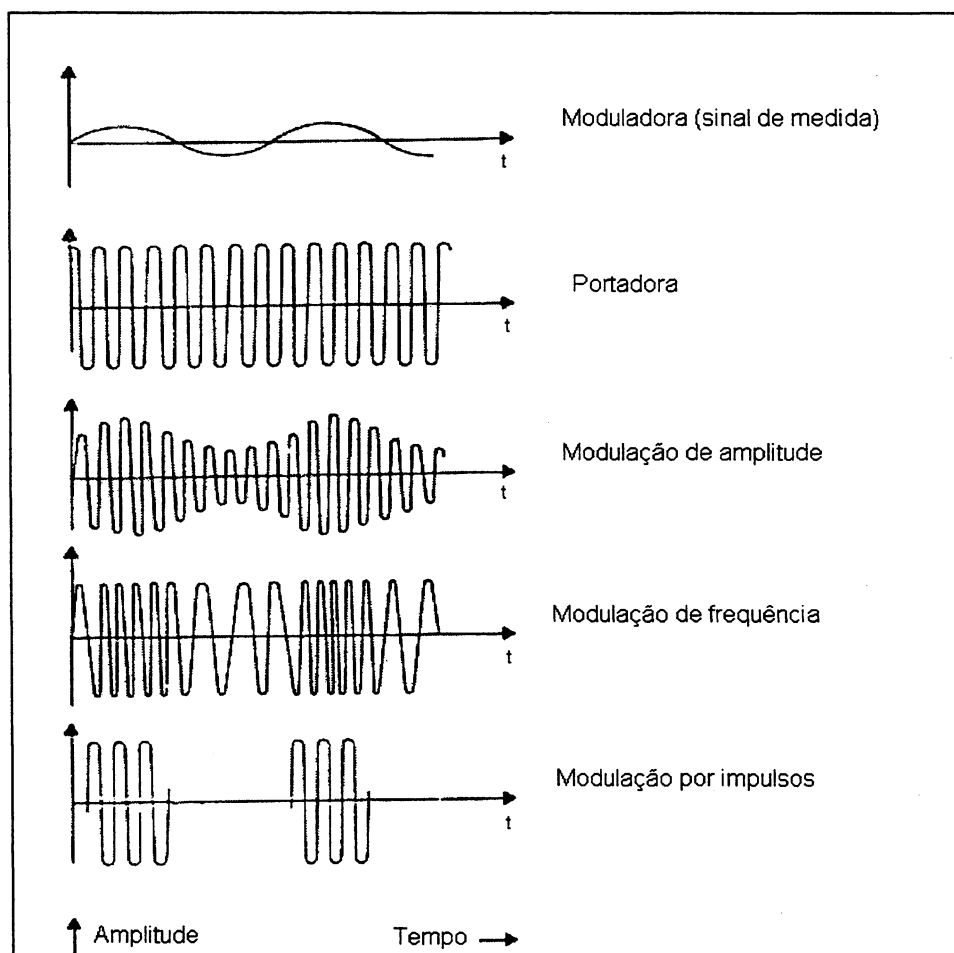 Moduladora (sinal de medida)
t
Portadora
t
Modulação de amplitude
t
Modulação de frequência
t
Modulação por impulsos
t
Amplitude
Tempo